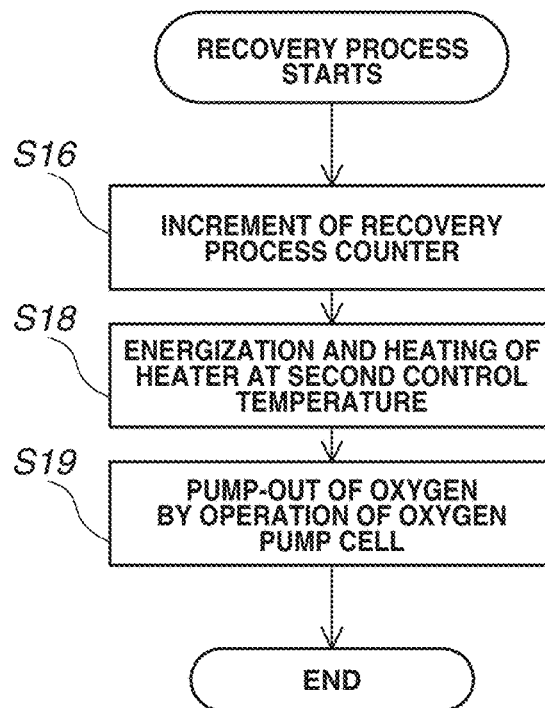 RECOVERY PROCESS
STARTS
S16
INCREMENT OF RECOVERY
PROCESS COUNTER
S18
ENERGIZATION AND HEATING OF
HEATER AT SECOND CONTROL
TEMPERATURE
S19
PUMP-OUT OF OXYGEN
BY OPERATION OF OXYGEN
PUMP CELL
END